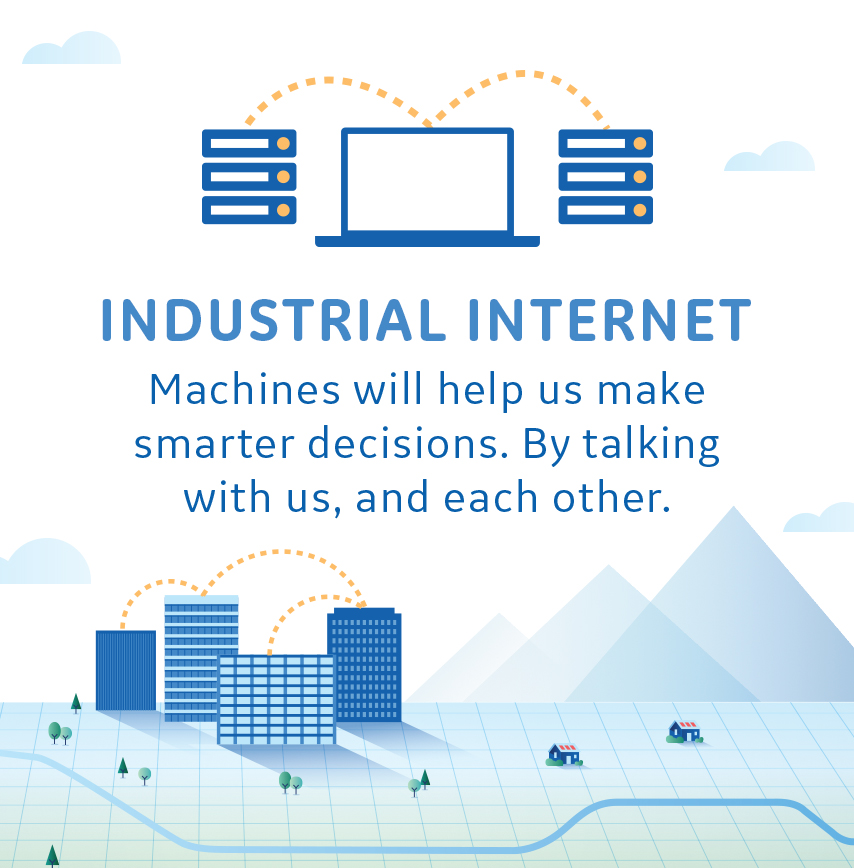 INDUSTRIAL INTERNET
Machines will help us make
smarter decisions. By talking
with us, and each other.